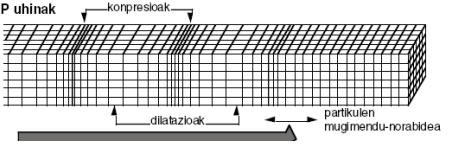 P uhinak
konpresioak
dilatazioak
partikulen
mugimendu-norabidea